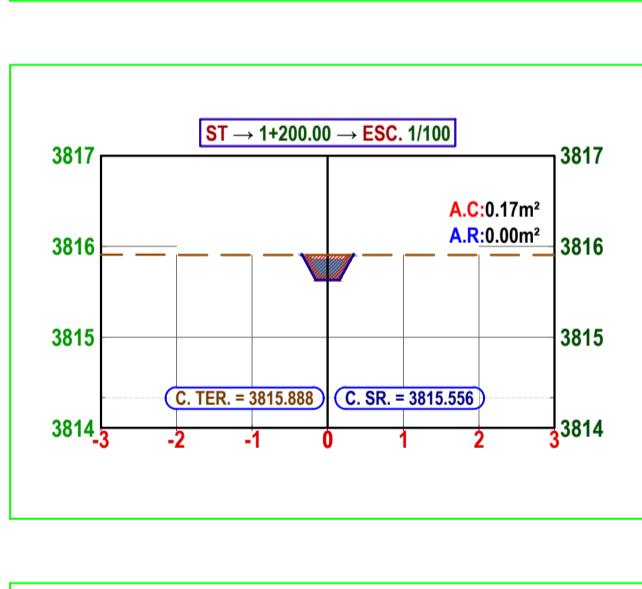 ST → 1+200.00 → ESC. 1/100
3817 3817
A.C:0.17m²
A.R:0.00m²
3816 3816
3815 3815
C. TER. = 3815.888 C. SR. = 3815.556
3814 3814
-3 -2 -1 0 1 2 3